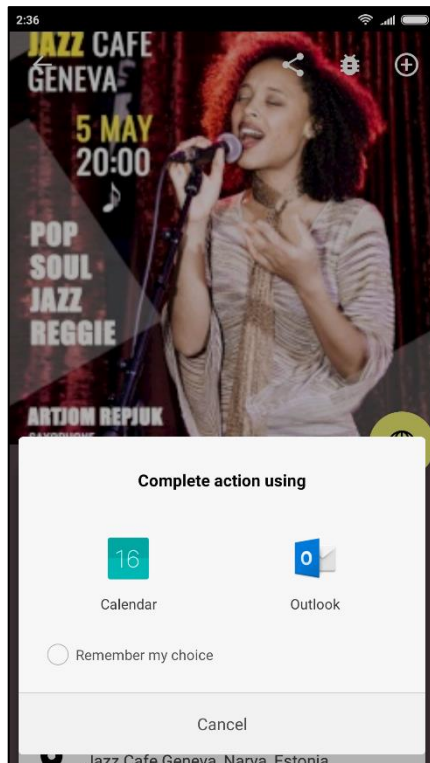 2:36
JAZZ CAFE
GENEVA
5 MAY
20:00
POP
SOUL
JAZZ
REGGIE
ARTJOM REPJUK
SAXOPHONE
Complete action using
16
Calendar
O
Outlook
Remember my choice
Cancel
Jazz Cafe Geneva, Narva, Estonia